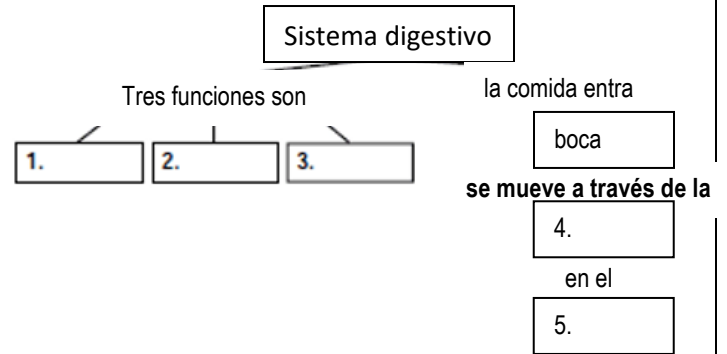 Sistema digestivo
Tres funciones son
1.
2.
3.
la comida entra
boca
se mueve a través de la
4.
en el
5.